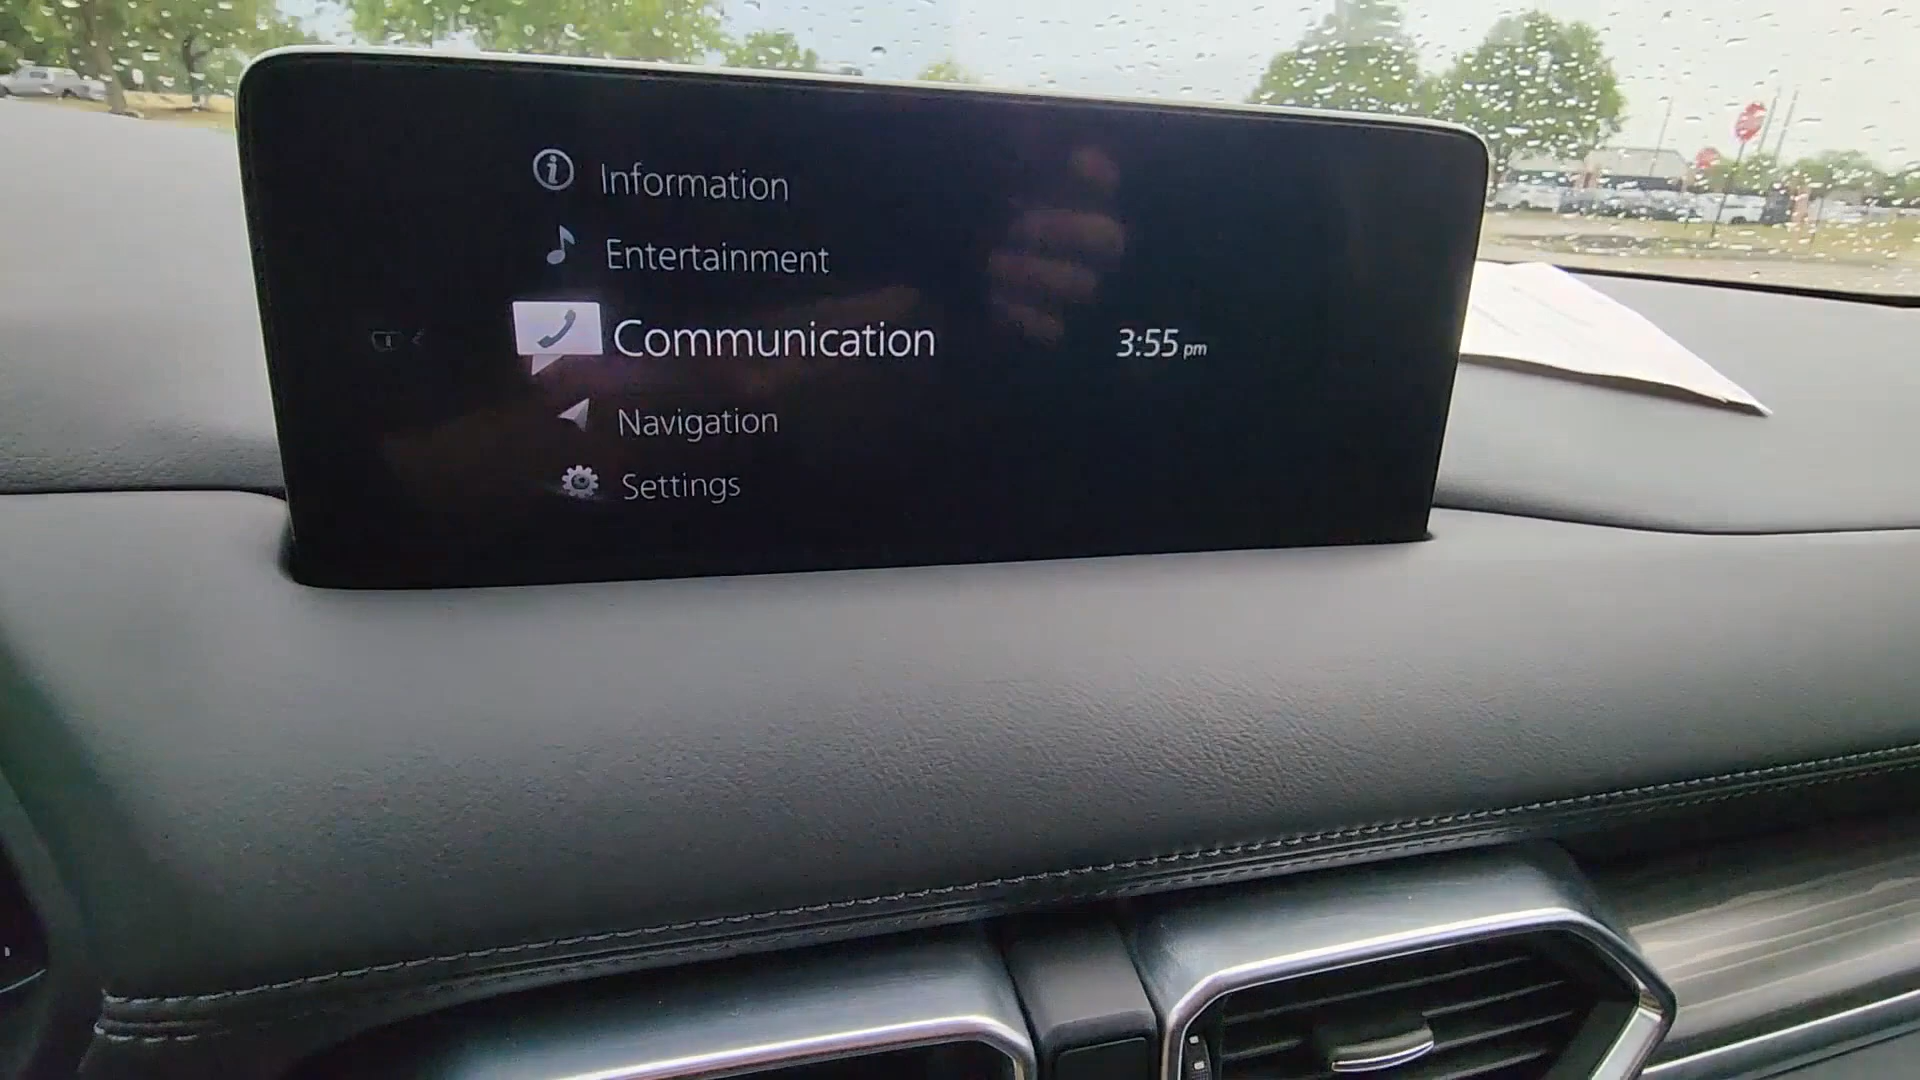 Information
Entertainment
Communication
3:55 pm
Navigation
Settings